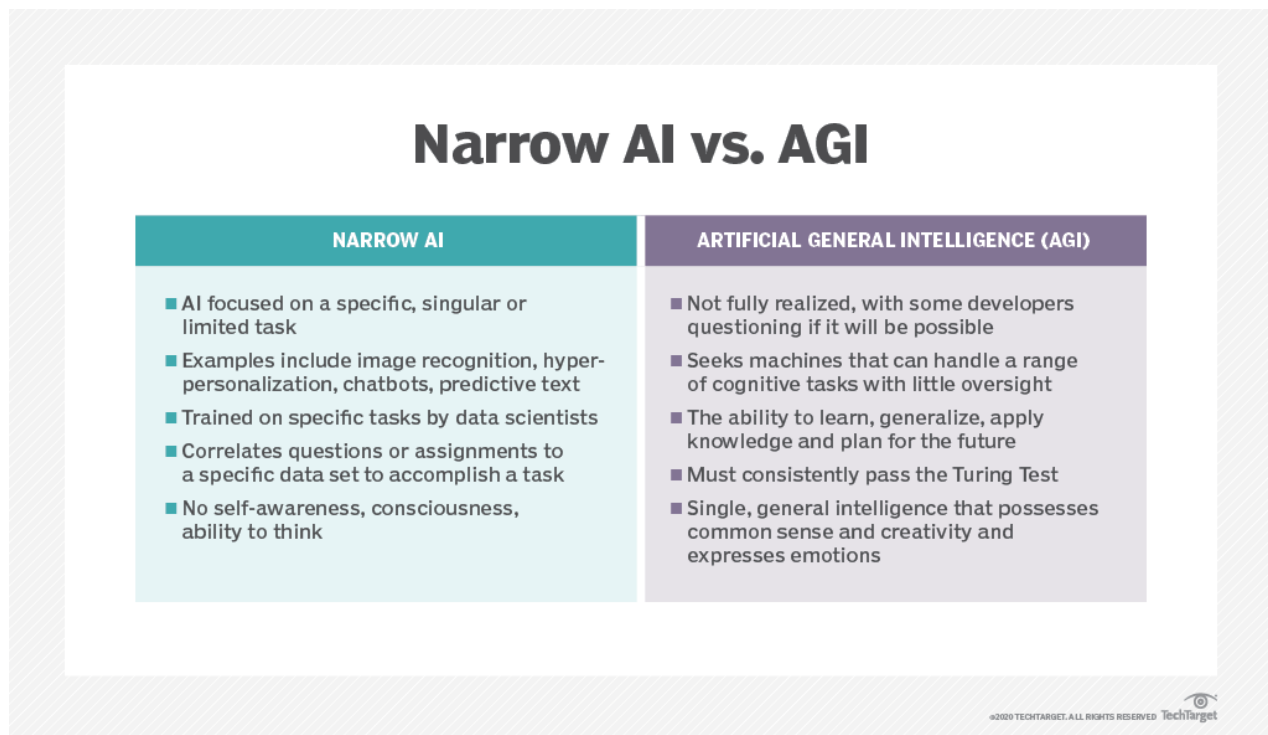 Narrow AI vs. AGI
NARROW AI
AI focused on a specific, singular or
limited task
Examples include image recognition, hyper-
personalization, chatbots, predictive text
Trained on specific tasks by data scientists
Correlates questions or assignments to
a specific data set to accomplish a task
No self-awareness, consciousness,
ability to think
ARTIFICIAL GENERAL INTELLIGENCE (AGI)
Not fully realized, with some developers
questioning if it will be possible
Seeks machines that can handle a range
of cognitive tasks with little oversight
The ability to learn, generalize, apply
knowledge and plan for the future
Must consistently pass the Turing Test
Single, general intelligence that possesses
common sense and creativity and
expresses emotions
©2020 TECHTARGET. ALL RIGHTS RESERVED TechTarget